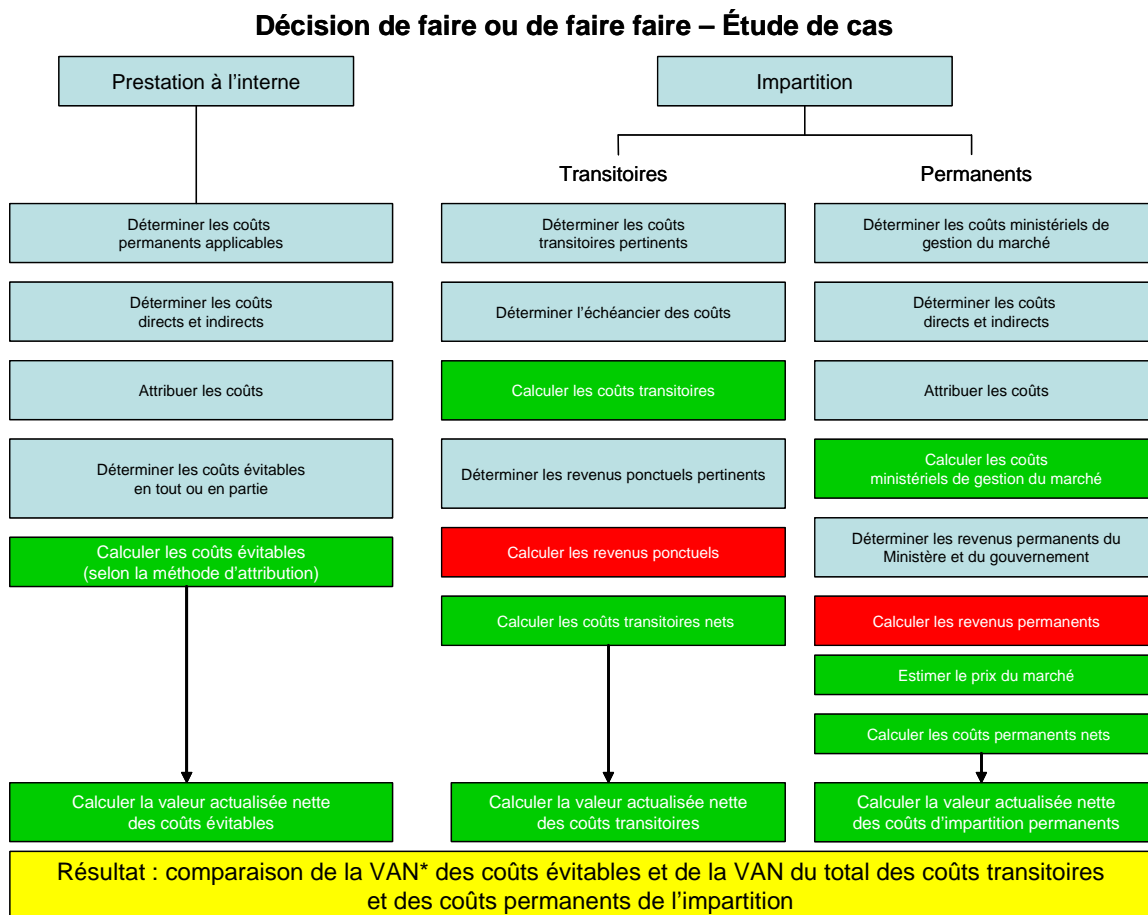 Décision de faire ou de faire faire – Étude de cas
Prestation à l'interne
Impartition
Transitoires
Permanents
Déterminer les coûts
permanents applicables
Déterminer les coûts
directs et indirects
Attribuer les coûts
Déterminer les coûts évitables
en tout ou en partie
Calculer les coûts évitables
(selon la méthode d'attribution)
Calculer la valeur actualisée nette
des coûts évitables
Déterminer les coûts
transitoires pertinents
Déterminer l'échéancier des coûts
Calculer les coûts transitoires
Déterminer les revenus ponctuels pertinents
Calculer les revenus ponctuels
Calculer les coûts transitoires nets
Calculer la valeur actualisée nette
des coûts transitoires
Déterminer les coûts ministériels de
gestion du marché
Déterminer les coûts
directs et indirects
Attribuer les coûts
Calculer les coûts
ministériels de gestion du marché
Déterminer les revenus permanents du
Ministère et du gouvernement
Calculer les revenus permanents
Estimer le prix du marché
Calculer les coûts permanents nets
Calculer la valeur actualisée nette
des coûts d'impartition permanents
Résultat : comparaison de la VAN* des coûts évitables et de la VAN du total des coûts transitoires
et des coûts permanents de l'impartition